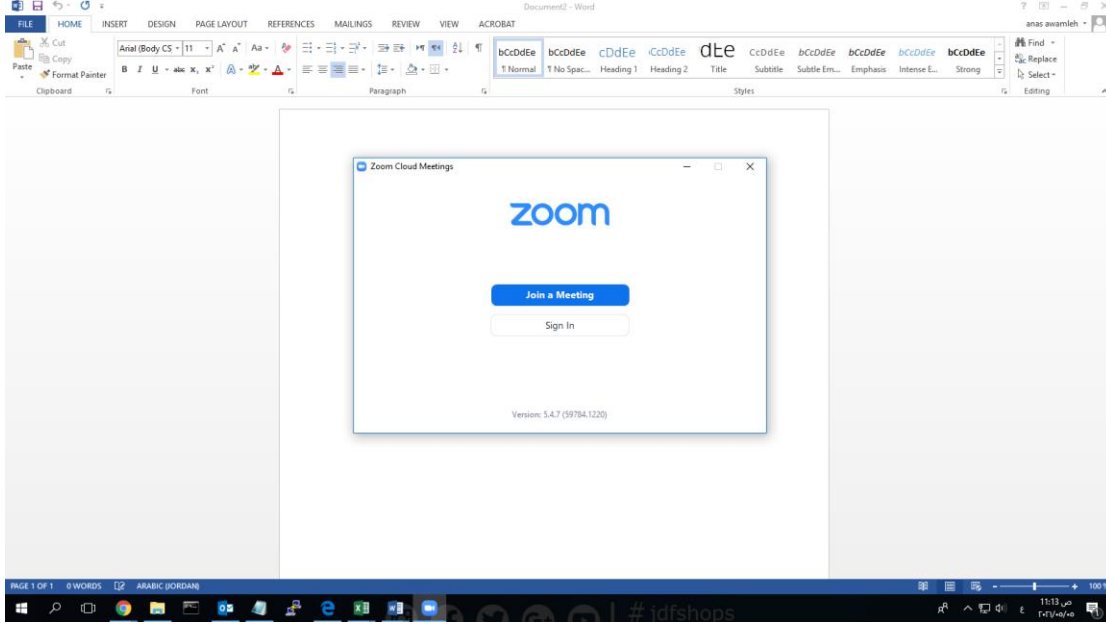 Document2 - Word
FILE HOME INSERT DESIGN PAGE LAYOUT REFERENCES MAILINGS REVIEW VIEW ACROBAT anas awamleh
Cut
Copy
Format Painter
Paste
Clipboard
Arial (Body CS 11
Font
Paragraph
bCcDdEe bCcDdEe cDdEe CcDdEe dEe CcDdEe bCcDdEe bCcDdEe bCcDdEe bCcDdEe
¶ Normal ¶ No Spac... Heading 1 Heading 2 Title Subtitle Subtle Em... Emphasis Intense E... Strong
Styles
Find
Replace
Select
Editing
Zoom Cloud Meetings
zoom
Join a Meeting
Sign In
Version: 5.4.7 (59784.1220)
PAGE 1 OF 1 0 WORDS ARABIC (JORDAN) 100%
# idfshops
ع
11:13 ص